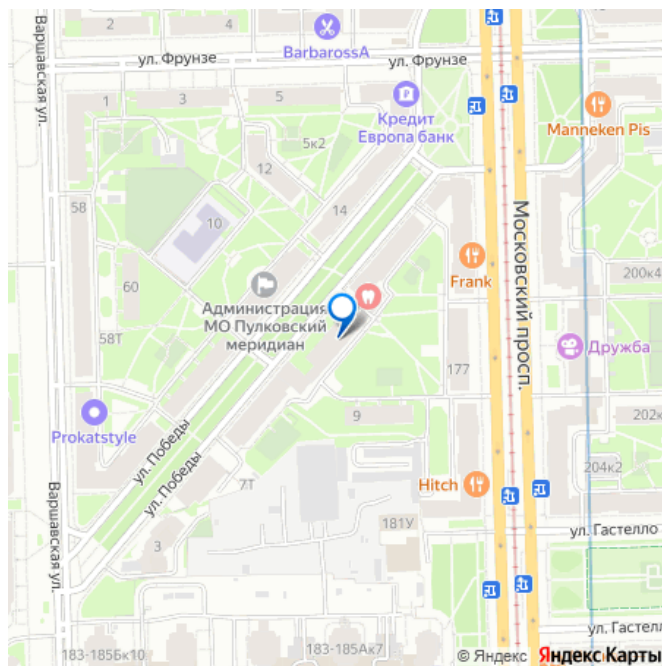 2
4
BarbarossA
ул. Фрунзе
ул. Фрунзе
Варшавская ул.
1
3
5
Кредит
Европа банк
Manneken Pis
5к2
12
58
10
14
Московский просп.
60
Frank
200к4
Администрация
МО Пулковский
меридиан
58Т
177
Дружба
Prokatstyle
9
202к
ул. Победы
ул. Победы
204к2
7Т
Hitch
Варшавская ул.
181У
ул. Гастелло
3
ул. Гастелл
183-185Бк10
183-185Ак7
© Яндекс Яндекс Карты